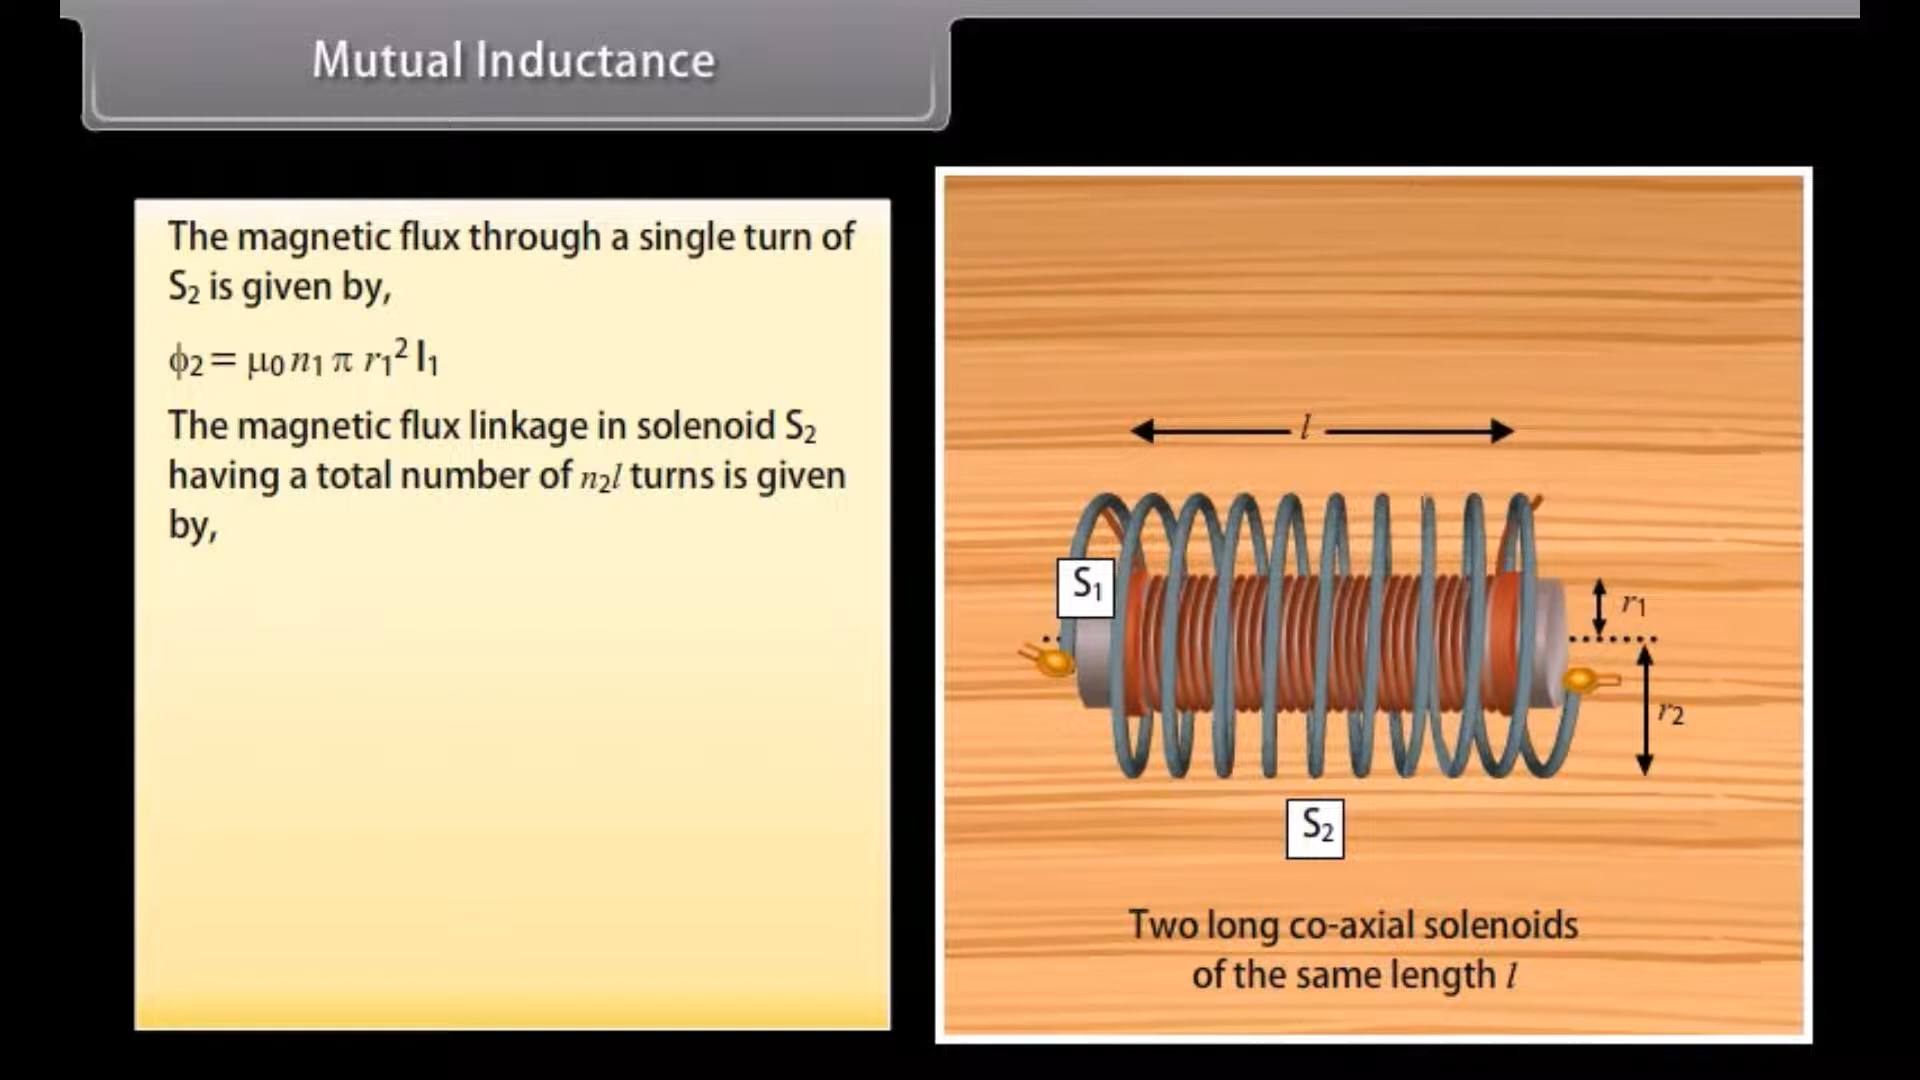 Mutual Inductance
The magnetic flux through a single turn of
S₂ is given by,
ϕ₂ = μ₀ n₁ π r₁² I₁
The magnetic flux linkage in solenoid S₂
having a total number of n₂l turns is given
by,
l
S₁
r₁
r₂
S₂
Two long co-axial solenoids
of the same length l